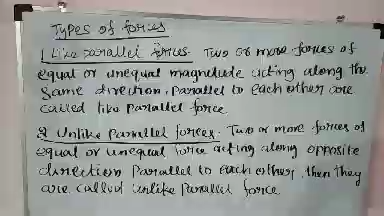 Types of forces
1 Like parallel forces. Two or more forces of
equal or unequal magnitude acting along the
same direction, parallel to each other are
called like parallel force.
2 Unlike Parallel forces. Two or more forces of
equal or unequal force acting along opposite
direction parallel to each other, then they
are called unlike Parallel force